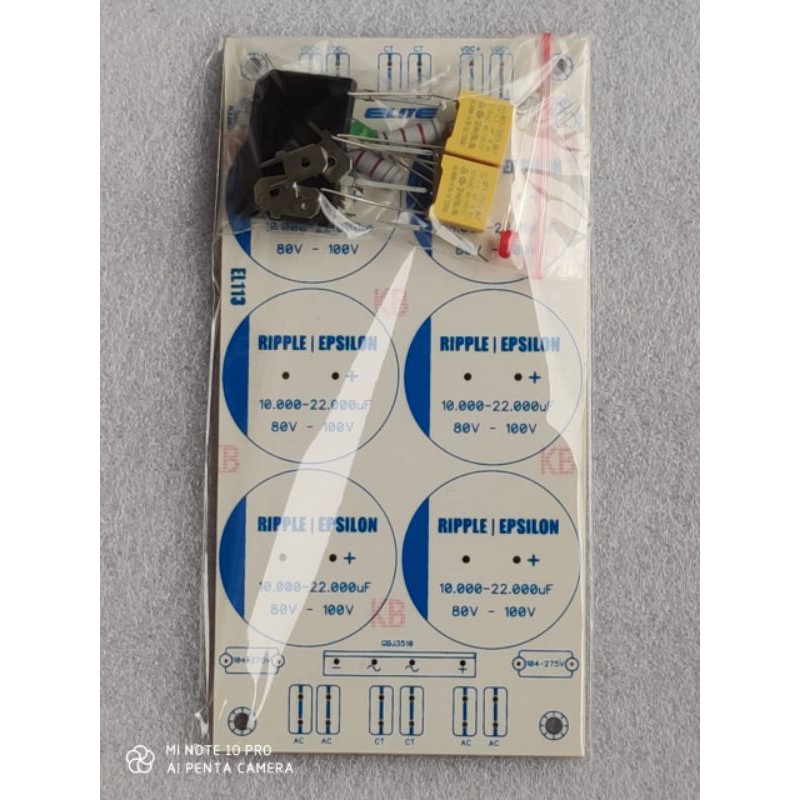 VDC- VDC- CT CT VDC+ VDC-
ELITE
10.000-22.000uF
80V - 100V
80V - 100V
EL113
KB
RIPPLE | EPSILON
+
10.000-22.000uF
80V - 100V
RIPPLE | EPSILON
+
10.000-22.000uF
80V - 100V
KB
KB
RIPPLE | EPSILON
+
10.000-22.000uF
80V - 100V
RIPPLE | EPSILON
+
10.000-22.000uF
80V - 100V
KB
GBJ3510
104-275V
- ~ ~ +
104-275V
AC AC CT CT AC AC
MI NOTE 10 PRO
AI PENTA CAMERA